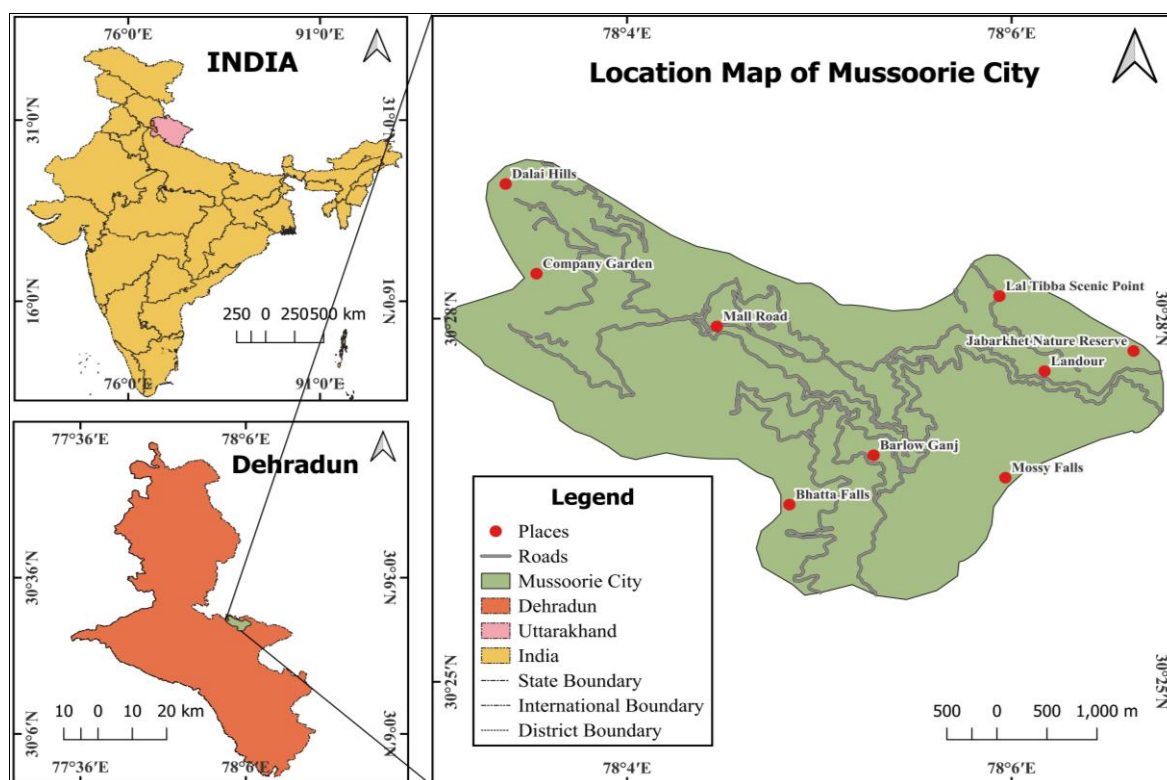 76°0'E
91°0'E
INDIA
31°0'N
31°0'N
16°0'N
16°0'N
250 0 250500 km
76°0'E
91°0'E
77°36'E
78°6'E
Dehradun
30°36'N
30°36'N
10 0 10 20 km
30°6'N
30°6'N
77°36'E
78°6'E
78°4'E
78°6'E
Location Map of Mussoorie City
Dalai Hills
Company Garden
Lal Tibba Scenic Point
30°28'N
Mall Road
30°28'N
Jabarkhet Nature Reserve
Landour
Barlow Ganj
Mossy Falls
Bhatta Falls
Legend
Places
Roads
Mussoorie City
Dehradun
Uttarakhand
India
State Boundary
International Boundary
District Boundary
30°25'N
30°25'N
500 0 500 1,000 m
78°4'E
78°6'E